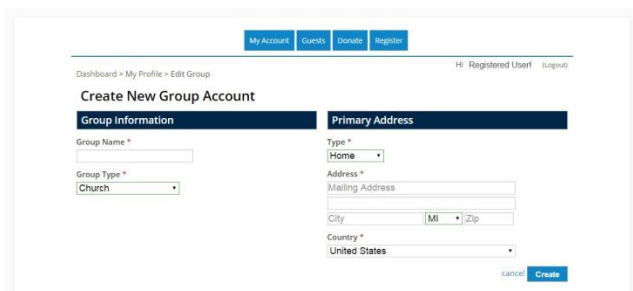 My Account Guests Donate Register
Hi Registered User! (Logout)
Dashboard > My Profile > Edit Group
Create New Group Account
Group Information
Group Name *
Group Type *
Church
Primary Address
Type *
Home
Address *
Mailing Address
City MI Zip
Country *
United States
cancel Create